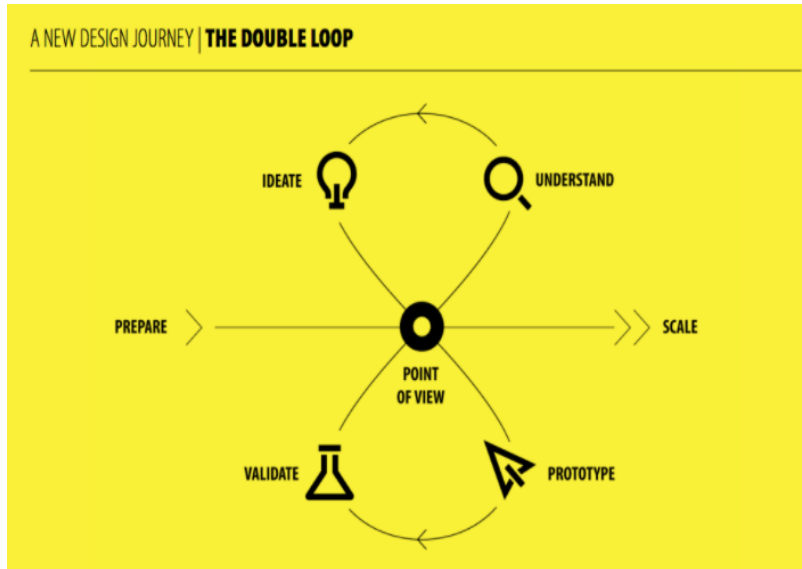 A NEW DESIGN JOURNEY | THE DOUBLE LOOP
IDEATE
UNDERSTAND
PREPARE
SCALE
POINT
OF VIEW
VALIDATE
PROTOTYPE